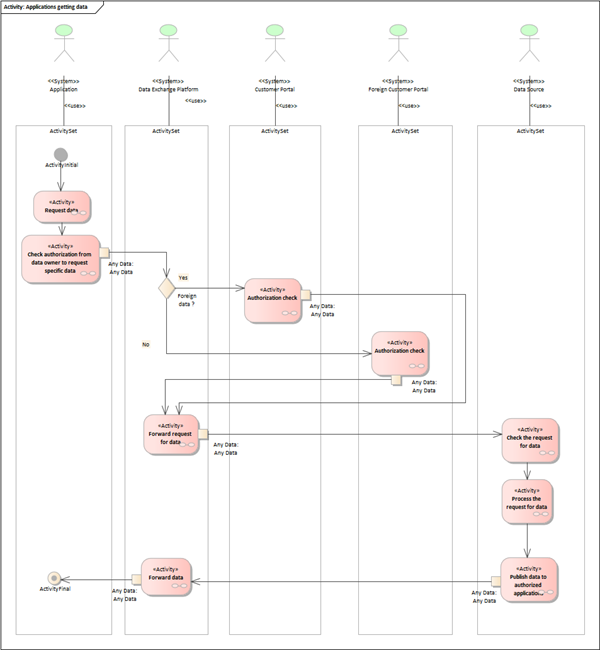 Activity: Applications getting data
«System»
Application
«System»
Data Exchange Platform
«System»
Customer Portal
«System»
Foreign Customer Portal
«System»
Data Source
«use»
«use»
«use»
«use»
«use»
ActivitySet
ActivitySet
ActivitySet
ActivitySet
ActivitySet
ActivityInitial
«Activity»
Request data
«Activity»
Check authorization from
data owner to request
specific data
Any Data:
Any Data
Yes
Foreign
data ?
No
«Activity»
Authorization check
Any Data:
Any Data
«Activity»
Authorization check
Any Data:
Any Data
«Activity»
Forward request
for data
Any Data:
Any Data
«Activity»
Check the request
for data
«Activity»
Process the
request for data
«Activity»
Publish data to
authorized
applications
Any Data:
Any Data
«Activity»
Forward data
Any Data:
Any Data
ActivityFinal